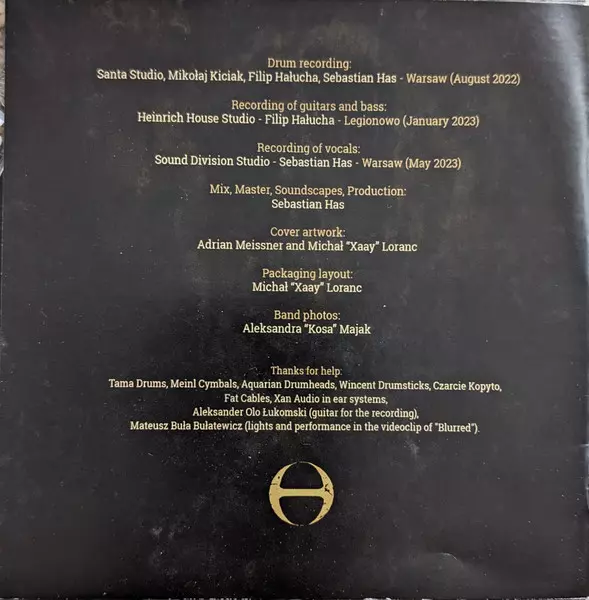 Drum recording:
Santa Studio, Mikołaj Kiciak, Filip Hałucha, Sebastian Has - Warsaw (August 2022)
Recording of guitars and bass:
Heinrich House Studio - Filip Hałucha - Legionowo (January 2023)
Recording of vocals:
Sound Division Studio - Sebastian Has - Warsaw (May 2023)
Mix, Master, Soundscapes, Production:
Sebastian Has
Cover artwork:
Adrian Meissner and Michał "Xaay" Loranc
Packaging layout:
Michał "Xaay" Loranc
Band photos:
Aleksandra "Kosa" Majak
Thanks for help:
Tama Drums, Meinl Cymbals, Aquarian Drumheads, Wincent Drumsticks, Czarcie Kopyto,
Fat Cables, Xan Audio in ear systems,
Aleksander Olo Łukomski (guitar for the recording),
Mateusz Buła Bułatewicz (lights and performance in the videoclip of "Blurred").